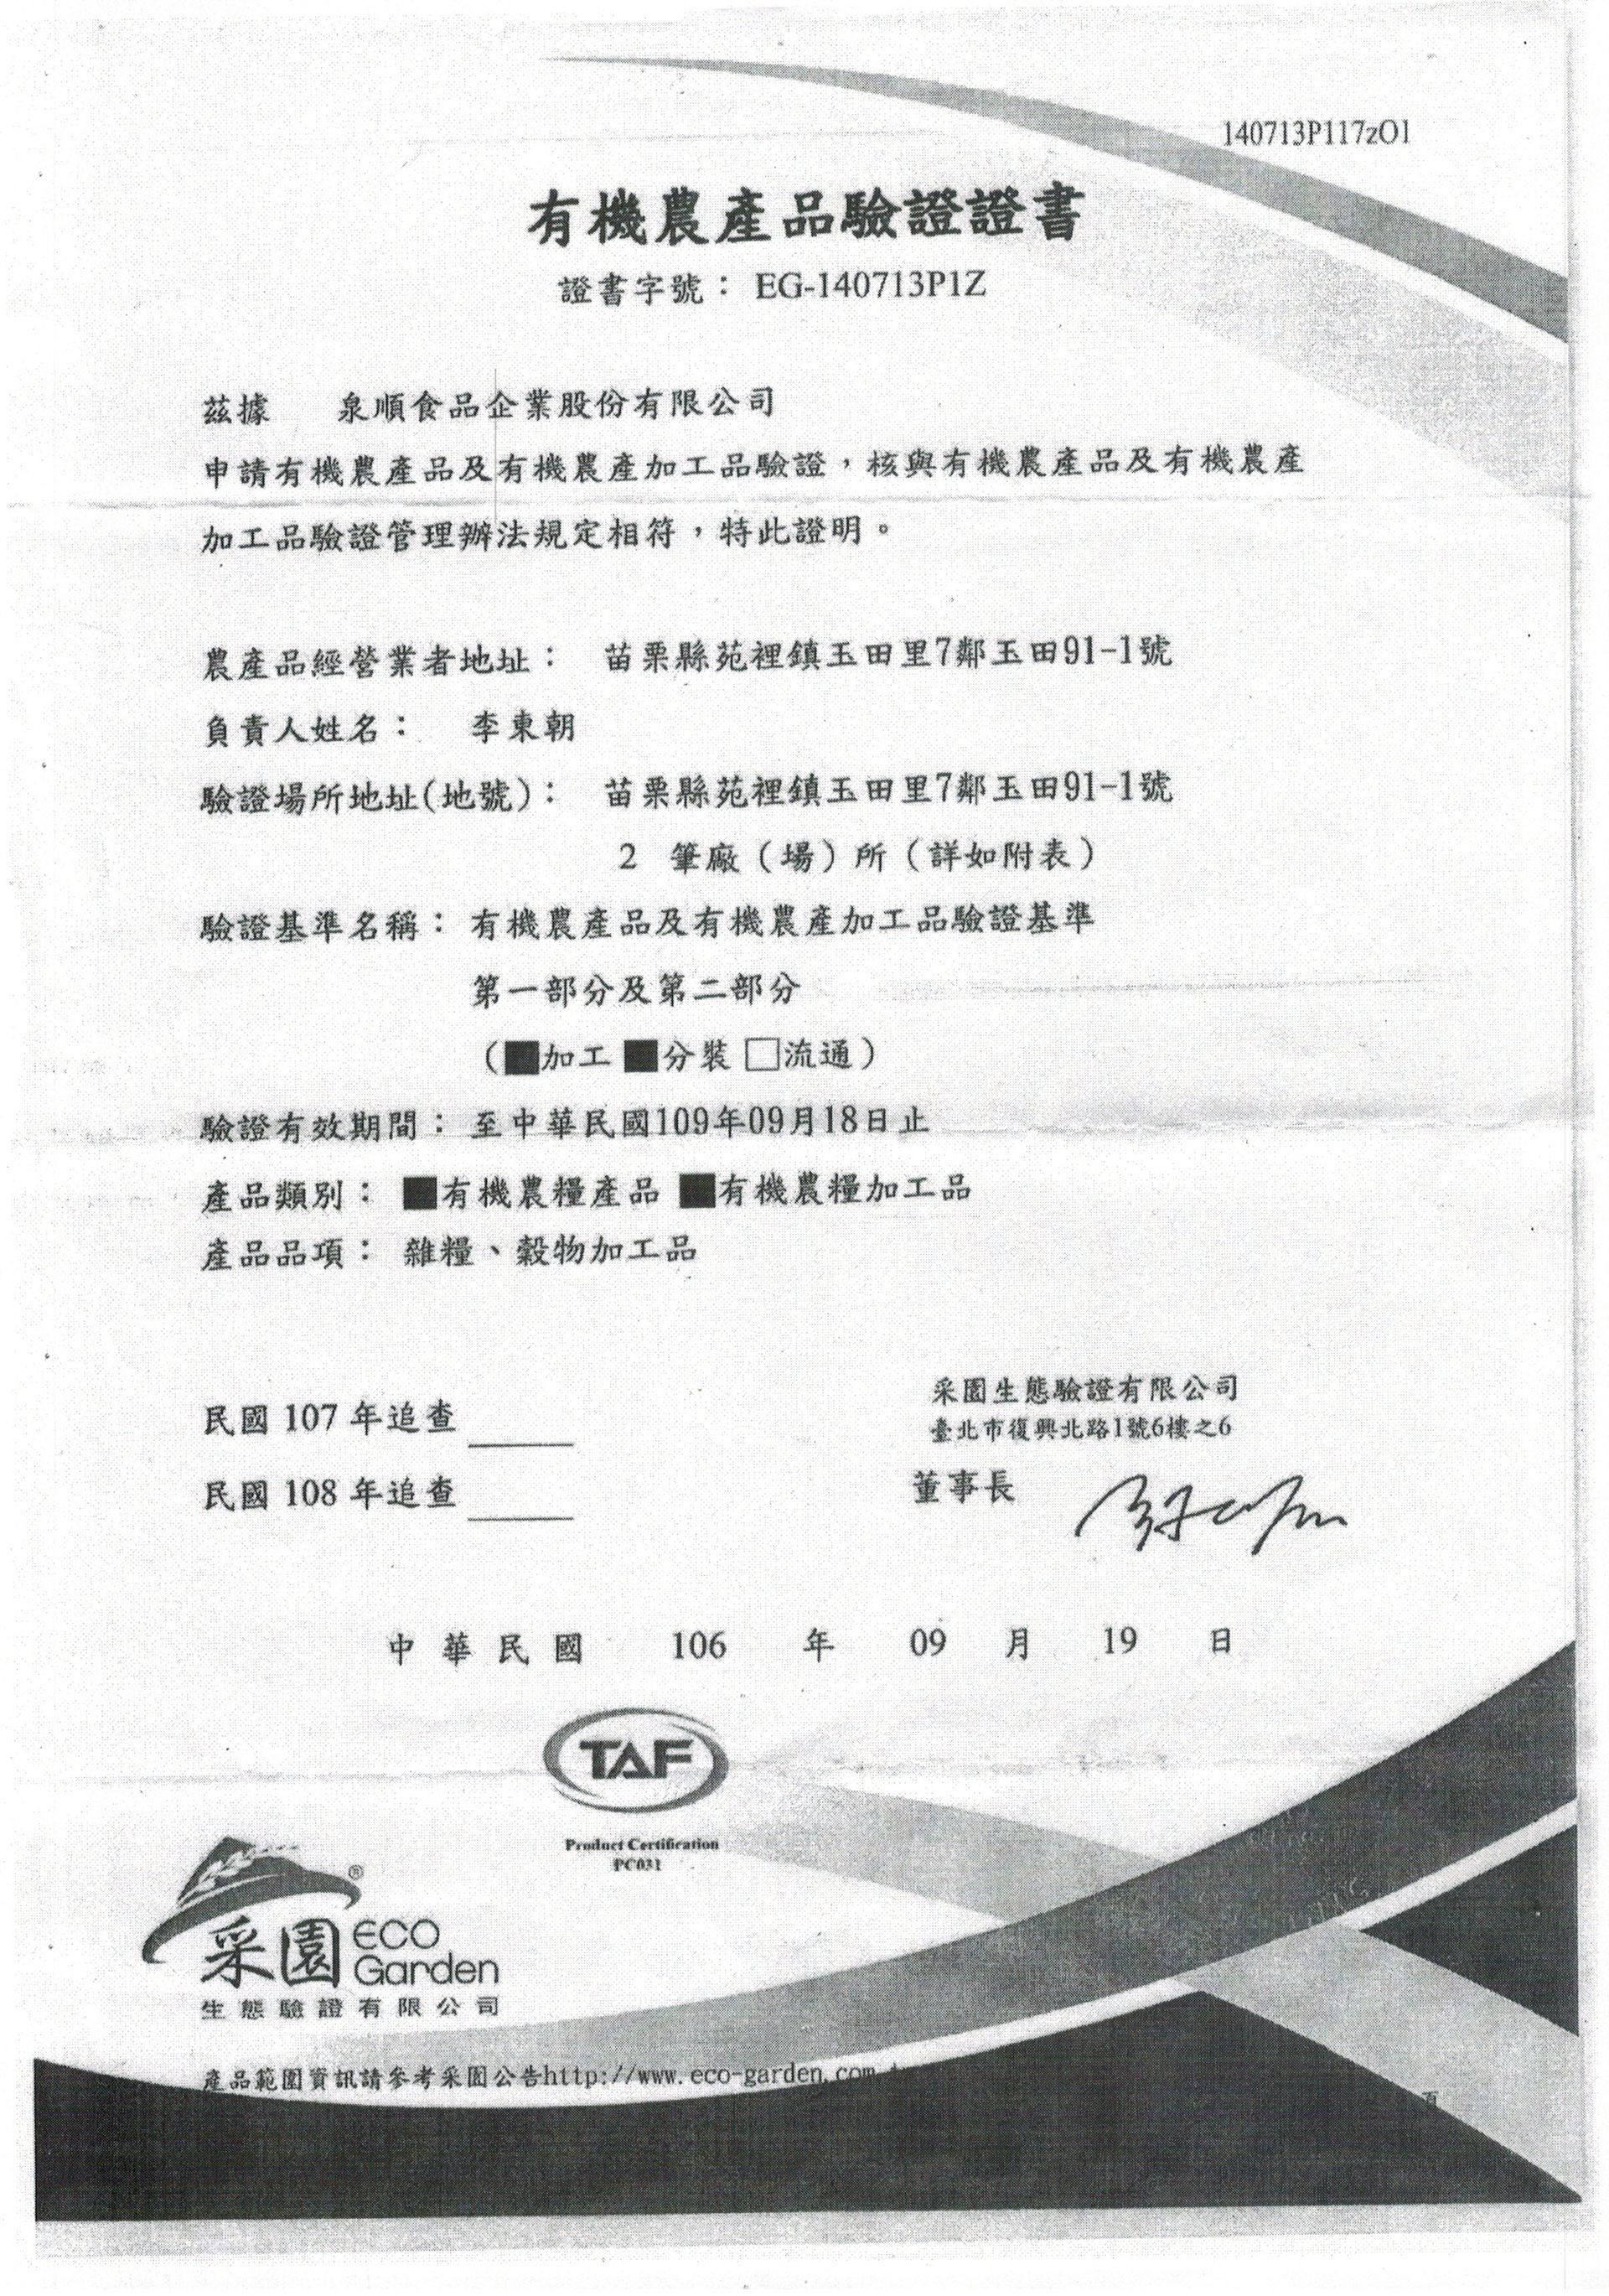 140713P117zO1
有機農產品驗證證書
證書字號： EG-140713P1Z
茲據 泉順食品企業股份有限公司
申請有機農產品及有機農產加工品驗證，核與有機農產品及有機農產
加工品驗證管理辦法規定相符，特此證明。
農產品經營業者地址： 苗栗縣苑裡鎮玉田里7鄰玉田91-1號
負責人姓名： 李東朝
驗證場所地址(地號)： 苗栗縣苑裡鎮玉田里7鄰玉田91-1號
2 筆廠（場）所（詳如附表）
驗證基準名稱： 有機農產品及有機農產加工品驗證基準
第一部分及第二部分
（■加工 ■分裝 □流通）
驗證有效期間： 至中華民國109年09月18日止
產品類別： ■有機農糧產品 ■有機農糧加工品
產品品項： 雜糧、穀物加工品
采園生態驗證有限公司
臺北市復興北路1號6樓之6
民國 107 年追查
民國 108 年追查
董事長
中華民國 106 年 09 月 19 日
TAF
Product Certification
PC031
®
采園 ECO Garden
生態驗證有限公司
產品範圍資訊請參考采園公告http://www.eco-garden.com
頁